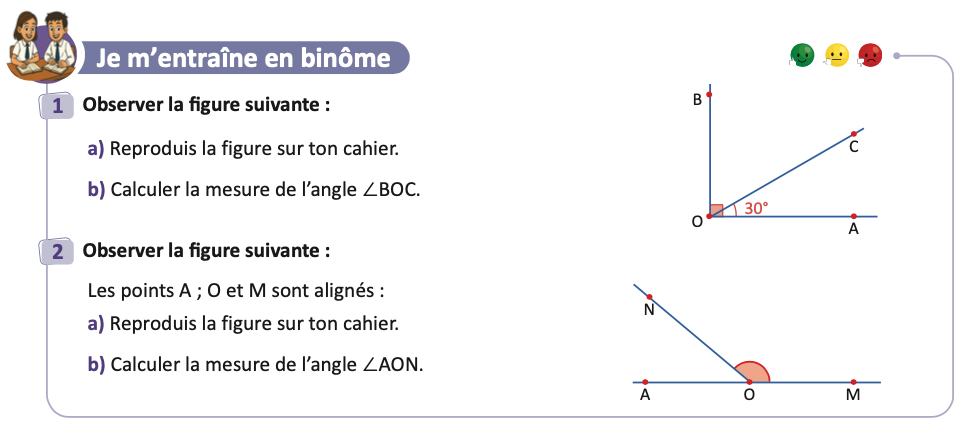 Je m’entraîne en binôme
1 Observer la figure suivante :
a) Reproduis la figure sur ton cahier.
b) Calculer la mesure de l’angle ∠BOC.
B
C
30°
O
A
2 Observer la figure suivante :
Les points A ; O et M sont alignés :
a) Reproduis la figure sur ton cahier.
b) Calculer la mesure de l’angle ∠AON.
N
A O M